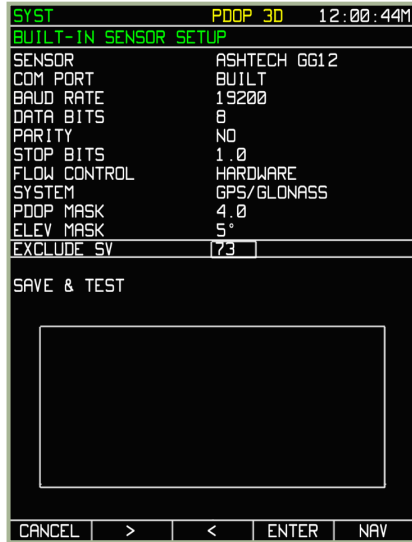 SYST PDOP 3D 12:00:44M
BUILT-IN SENSOR SETUP
SENSOR ASHTECH GG12
COM PORT BUILT
BAUD RATE 19200
DATA BITS 8
PARITY NO
STOP BITS 1.0
FLOW CONTROL HARDWARE
SYSTEM GPS/GLONASS
PDOP MASK 4.0
ELEV MASK 5°
EXCLUDE SV 73
SAVE & TEST
CANCEL > < ENTER NAV